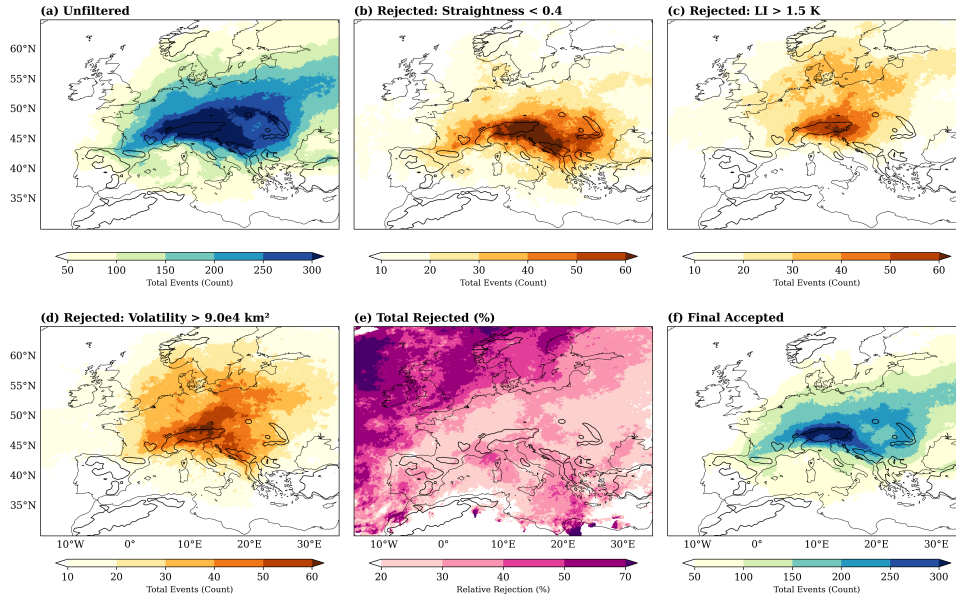 (a) Unfiltered
(b) Rejected: Straightness < 0.4
(c) Rejected: LI > 1.5 K
60°N
55°N
50°N
45°N
40°N
35°N
50 100 150 200 250 300
Total Events (Count)
10 20 30 40 50 60
Total Events (Count)
10 20 30 40 50 60
Total Events (Count)
(d) Rejected: Volatility > 9.0e4 km²
(e) Total Rejected (%)
(f) Final Accepted
60°N
55°N
50°N
45°N
40°N
35°N
10°W 0° 10°E 20°E 30°E
10°W 0° 10°E 20°E 30°E
10°W 0° 10°E 20°E 30°E
10 20 30 40 50 60
Total Events (Count)
20 30 40 50 70
Relative Rejection (%)
50 100 150 200 250 300
Total Events (Count)